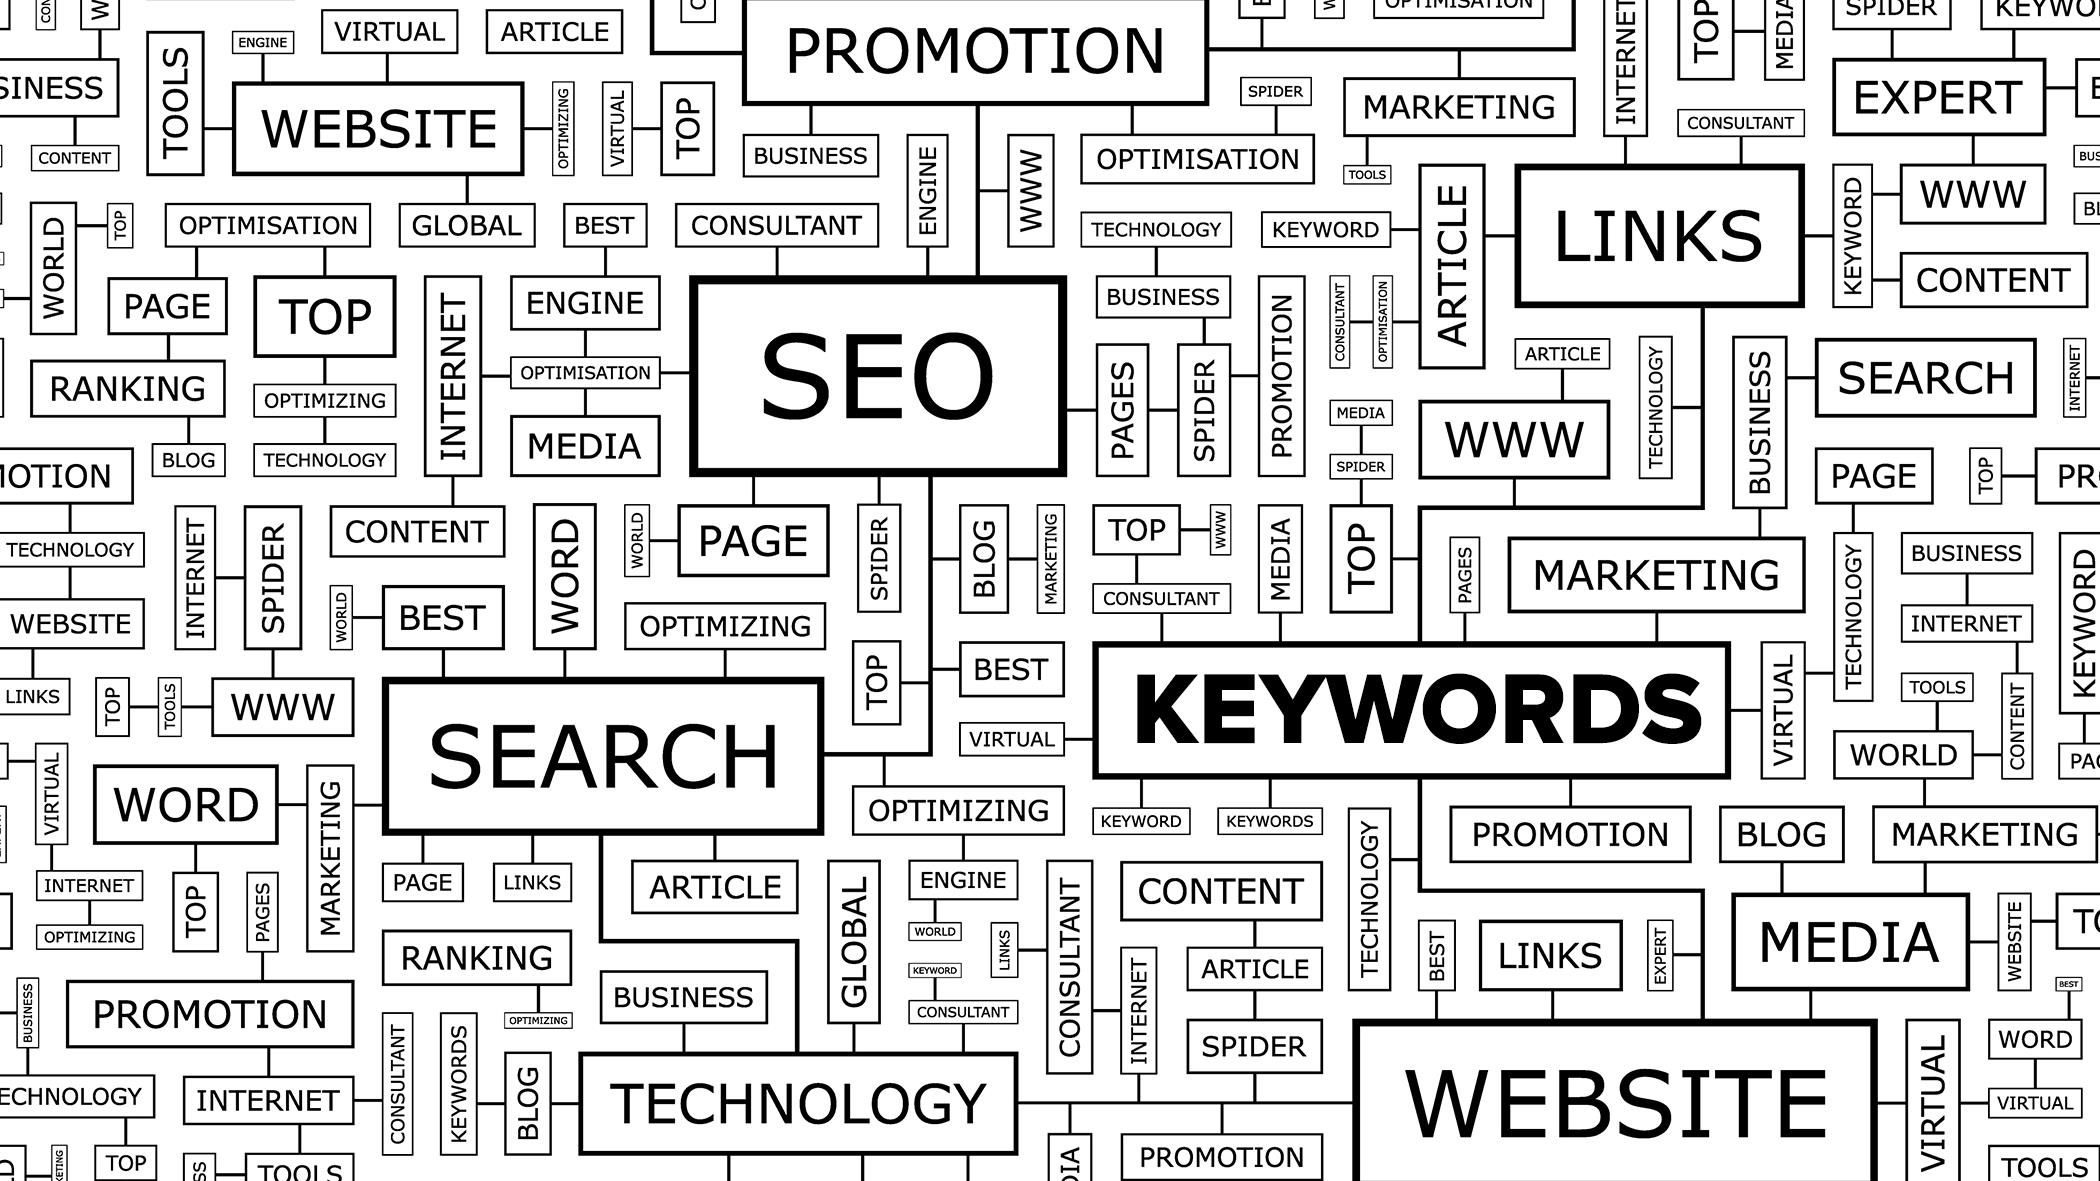 PROMOTION
OPTIMISATION
SPIDER
VIRTUAL
ARTICLE
ENGINE
TOOLS
WEBSITE
OPTIMIZING
VIRTUAL
TOP
CONTENT
BUSINESS
ENGINE
WWW
SPIDER
OPTIMISATION
MARKETING
TOOLS
INTERNET
TOP
MEDIA
CONSULTANT
EXPERT
WWW
KEYWORD
CONTENT
LINKS
ARTICLE
KEYWORD
CONSULTANT
OPTIMISATION
WORLD
TOP
OPTIMISATION
GLOBAL
BEST
CONSULTANT
TECHNOLOGY
BUSINESS
PAGE
TOP
INTERNET
ENGINE
OPTIMISATION
MEDIA
SEO
PAGES
SPIDER
PROMOTION
RANKING
OPTIMIZING
BLOG
TECHNOLOGY
MEDIA
SPIDER
TOP
ARTICLE
WWW
TECHNOLOGY
BUSINESS
SEARCH
INTERNET
PAGE
TOP
TECHNOLOGY
WEBSITE
LINKS
INTERNET
SPIDER
CONTENT
WORD
WORLD
PAGE
SPIDER
BLOG
MARKETING
TOP
WWW
CONSULTANT
MEDIA
PAGES
MARKETING
TECHNOLOGY
BUSINESS
INTERNET
KEYWORD
WORLD
BEST
OPTIMIZING
TOP
BEST
VIRTUAL
KEYWORDS
VIRTUAL
TOOLS
CONTENT
WORLD
TOP
TOOLS
WWW
SEARCH
OPTIMIZING
KEYWORD
KEYWORDS
TECHNOLOGY
PROMOTION
BLOG
MARKETING
VIRTUAL
WORD
MARKETING
INTERNET
OPTIMIZING
TOP
PAGES
PAGE
LINKS
ARTICLE
GLOBAL
ENGINE
WORLD
LINKS
KEYWORD
CONSULTANT
CONSULTANT
CONTENT
ARTICLE
INTERNET
SPIDER
BEST
LINKS
EXPERT
MEDIA
WEBSITE
BEST
RANKING
OPTIMIZING
BUSINESS
BUSINESS
PROMOTION
INTERNET
CONSULTANT
KEYWORDS
BLOG
TECHNOLOGY
WEBSITE
VIRTUAL
WORD
VIRTUAL
TOP
TOOLS
PROMOTION
TOOLS